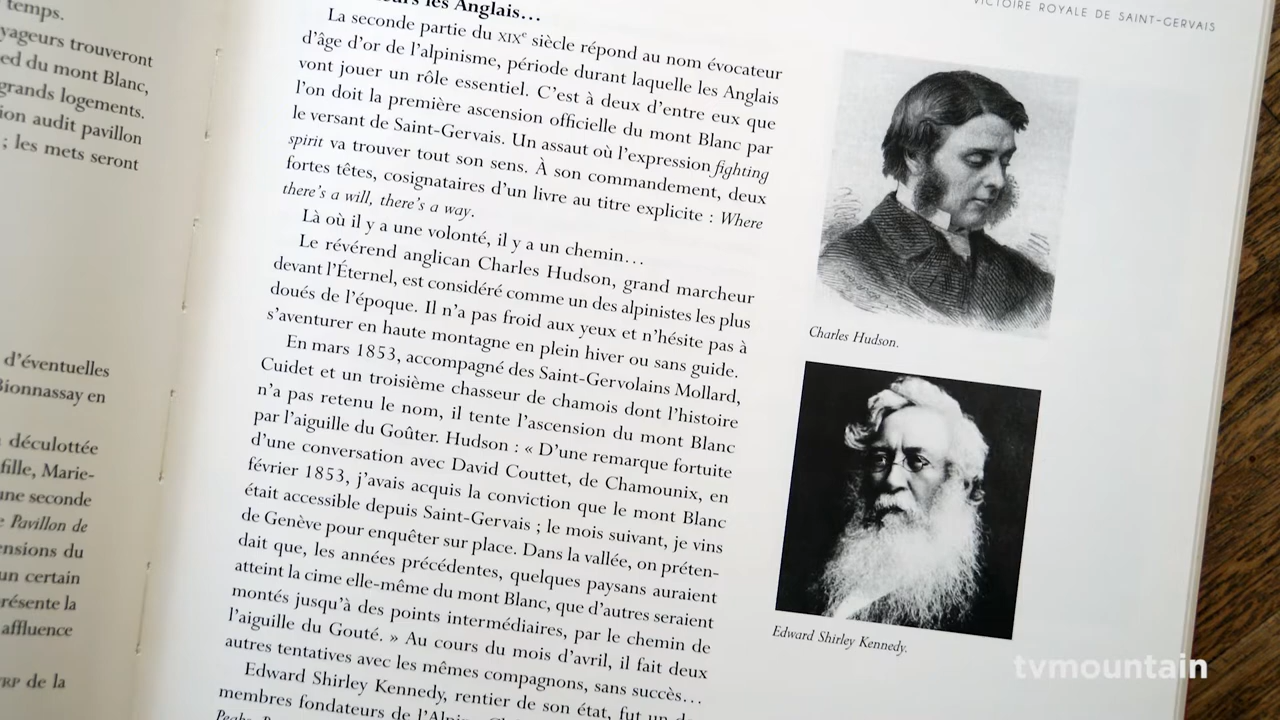 temps.
yageurs trouveront
ed du mont Blanc,
grands logements.
ion audit pavillon
; les mets seront
d'éventuelles
Bionnassay en
déculottée
fille, Marie-
une seconde
Pavillon de
ensions du
un certain
résente la
affluence
de la
VICTOIRE ROYALE DE SAINT-GERVAIS
les Anglais…
La seconde partie du XIXe siècle répond au nom évocateur
d'âge d'or de l'alpinisme, période durant laquelle les Anglais
vont jouer un rôle essentiel. C'est à deux d'entre eux que
l'on doit la première ascension officielle du mont Blanc par
le versant de Saint-Gervais. Un assaut où l'expression fighting
spirit va trouver tout son sens. À son commandement, deux
fortes têtes, cosignataires d'un livre au titre explicite : Where
there's a will, there's a way.
Là où il y a une volonté, il y a un chemin…
Le révérend anglican Charles Hudson, grand marcheur
devant l'Éternel, est considéré comme un des alpinistes les plus
doués de l'époque. Il n'a pas froid aux yeux et n'hésite pas à
s'aventurer en haute montagne en plein hiver ou sans guide.
En mars 1853, accompagné des Saint-Gervolains Mollard,
Cuidet et un troisième chasseur de chamois dont l'histoire
n'a pas retenu le nom, il tente l'ascension du mont Blanc
par l'aiguille du Goûter. Hudson : « D'une remarque fortuite
d'une conversation avec David Couttet, de Chamounix, en
février 1853, j'avais acquis la conviction que le mont Blanc
était accessible depuis Saint-Gervais ; le mois suivant, je vins
de Genève pour enquêter sur place. Dans la vallée, on préten-
dait que, les années précédentes, quelques paysans auraient
atteint la cime elle-même du mont Blanc, que d'autres seraient
montés jusqu'à des points intermédiaires, par le chemin de
l'aiguille du Gouté. » Au cours du mois d'avril, il fait deux
autres tentatives avec les mêmes compagnons, sans succès…
Edward Shirley Kennedy, rentier de son état, fut un
membres fondateurs de
Charles Hudson.
Edward Shirley Kennedy.
tvmountain